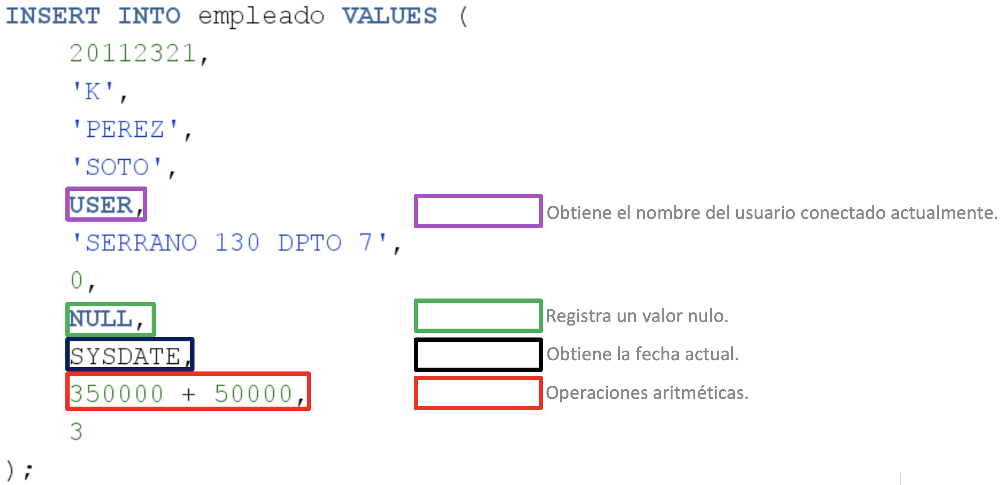 INSERT INTO empleado VALUES (
20112321,
'K',
'PEREZ',
'SOTO',
USER, Obtiene el nombre del usuario conectado actualmente.
'SERRANO 130 DPTO 7',
0,
NULL, Registra un valor nulo.
SYSDATE, Obtiene la fecha actual.
350000 + 50000, Operaciones aritméticas.
3
);